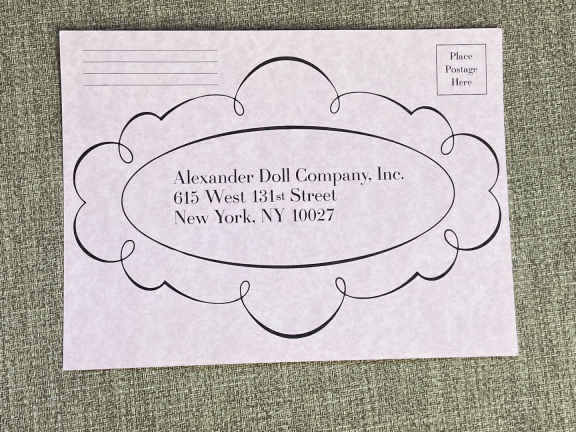 Place
Postage
Here
Alexander Doll Company, Inc.
615 West 131st Street
New York, NY 10027